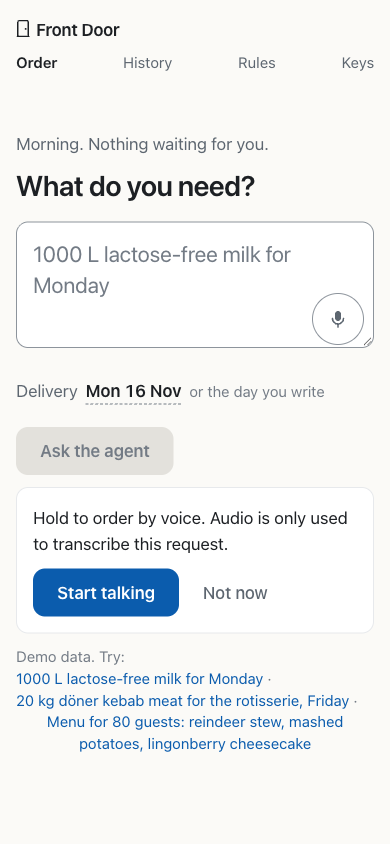 Front Door
Order History Rules Keys
Morning. Nothing waiting for you.
What do you need?
1000 L lactose-free milk for
Monday
Delivery Mon 16 Nov or the day you write
Ask the agent
Hold to order by voice. Audio is only used
to transcribe this request.
Start talking Not now
Demo data. Try:
1000 L lactose-free milk for Monday ·
20 kg döner kebab meat for the rotisserie, Friday ·
Menu for 80 guests: reindeer stew, mashed
potatoes, lingonberry cheesecake